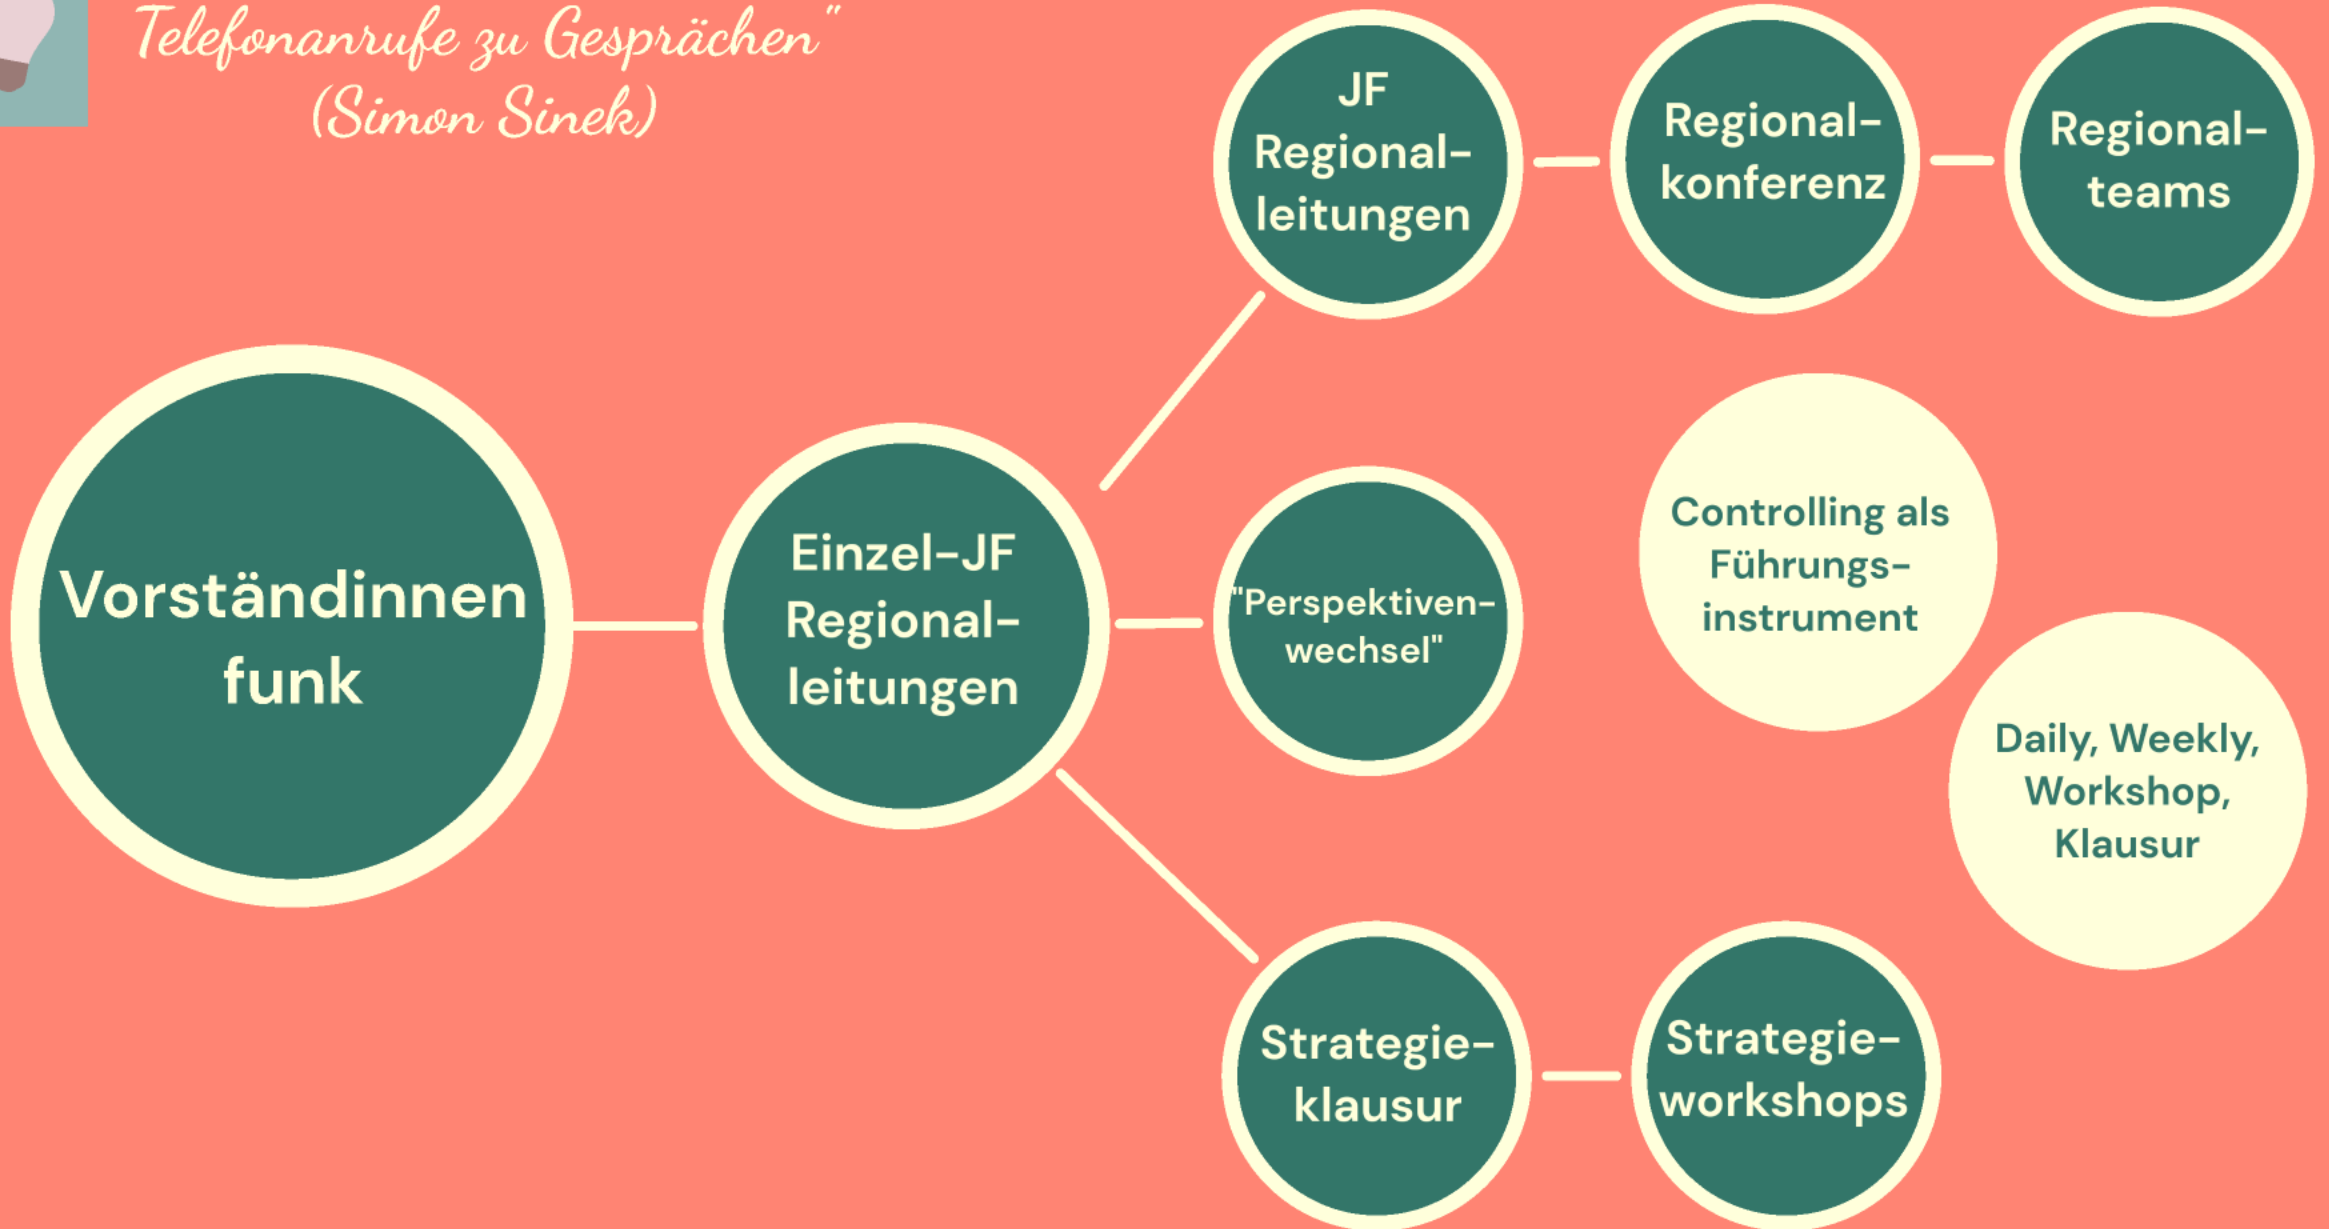 Telefonanrufe zu Gesprächen"
(Simon Sinek)
JF
Regional-
leitungen
Regional-
konferenz
Regional-
teams
Vorständinnen
funk
Einzel-JF
Regional-
leitungen
"Perspektiven-
wechsel"
Controlling als
Führungs-
instrument
Daily, Weekly,
Workshop,
Klausur
Strategie-
klausur
Strategie-
workshops